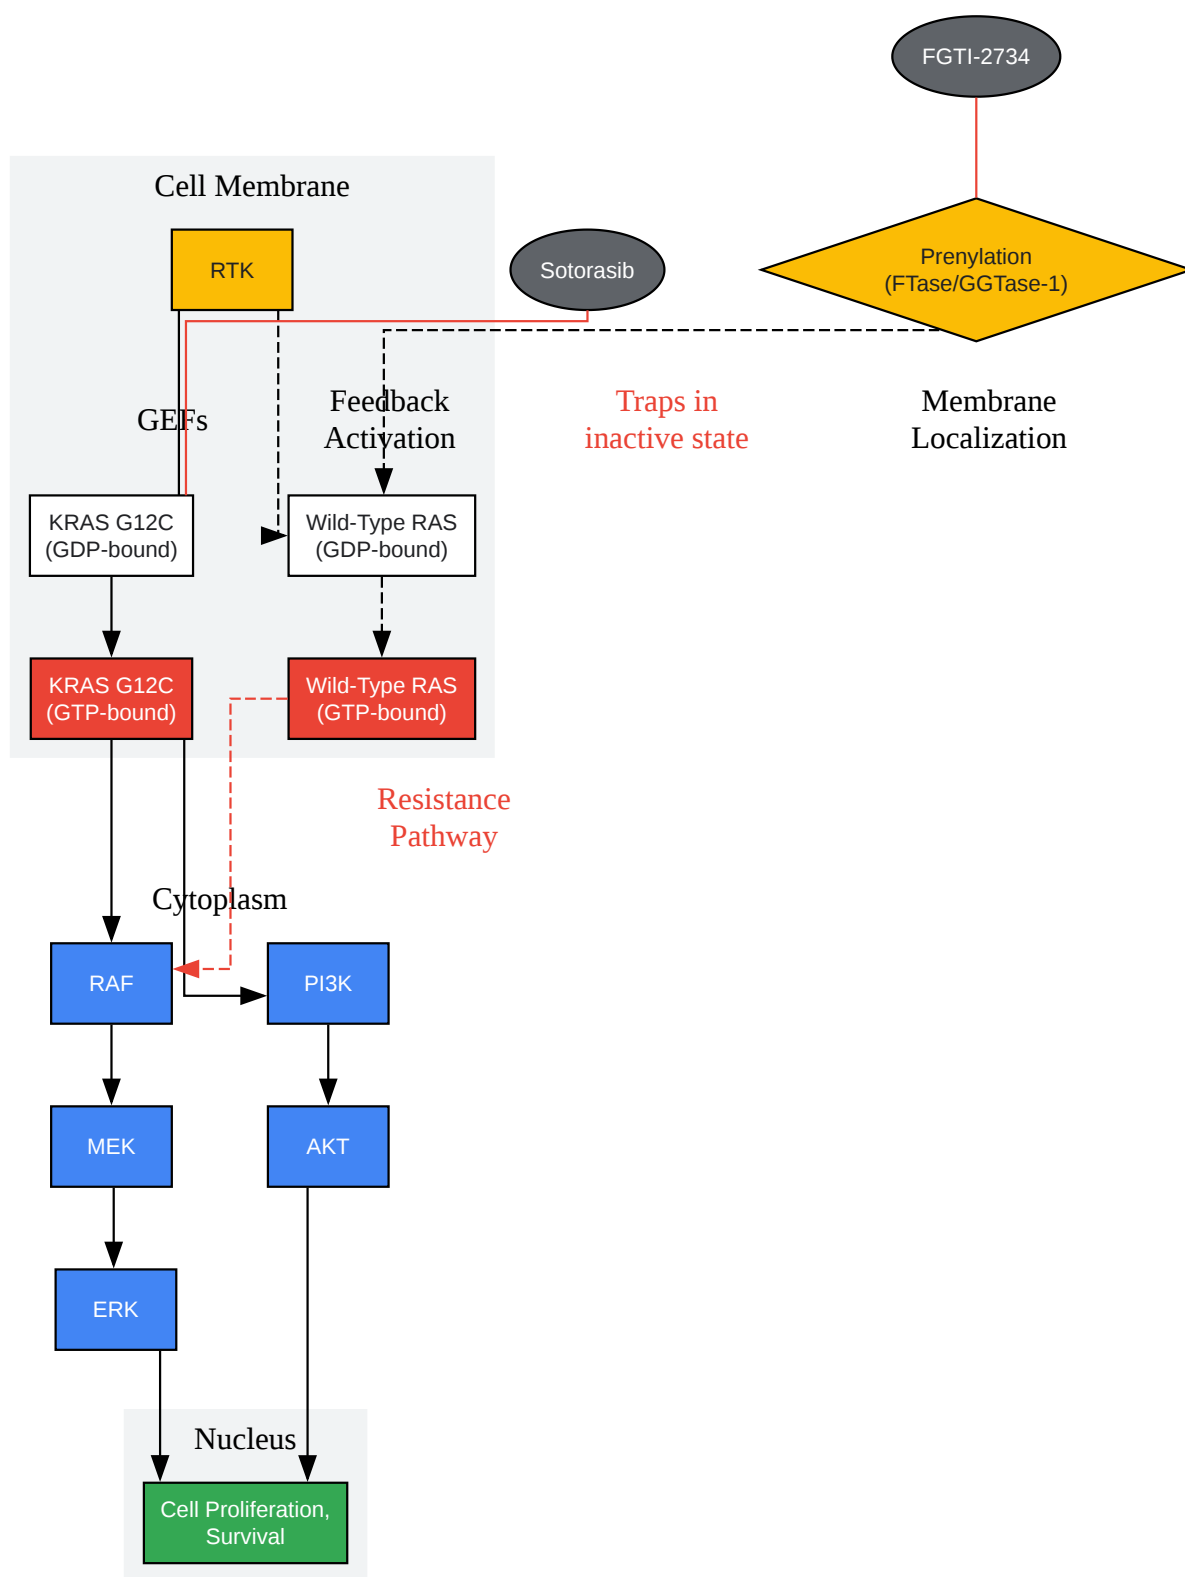 FGTI-2734
Cell Membrane
RTK
Sotorasib
Prenylation
(FTase/GGTase-1)
GEFs
Feedback
Activation
Traps in
inactive state
Membrane
Localization
KRAS G12C
(GDP-bound)
Wild-Type RAS
(GDP-bound)
KRAS G12C
(GTP-bound)
Wild-Type RAS
(GTP-bound)
Resistance
Pathway
Cytoplasm
RAF
PI3K
MEK
AKT
ERK
Nucleus
Cell Proliferation,
Survival